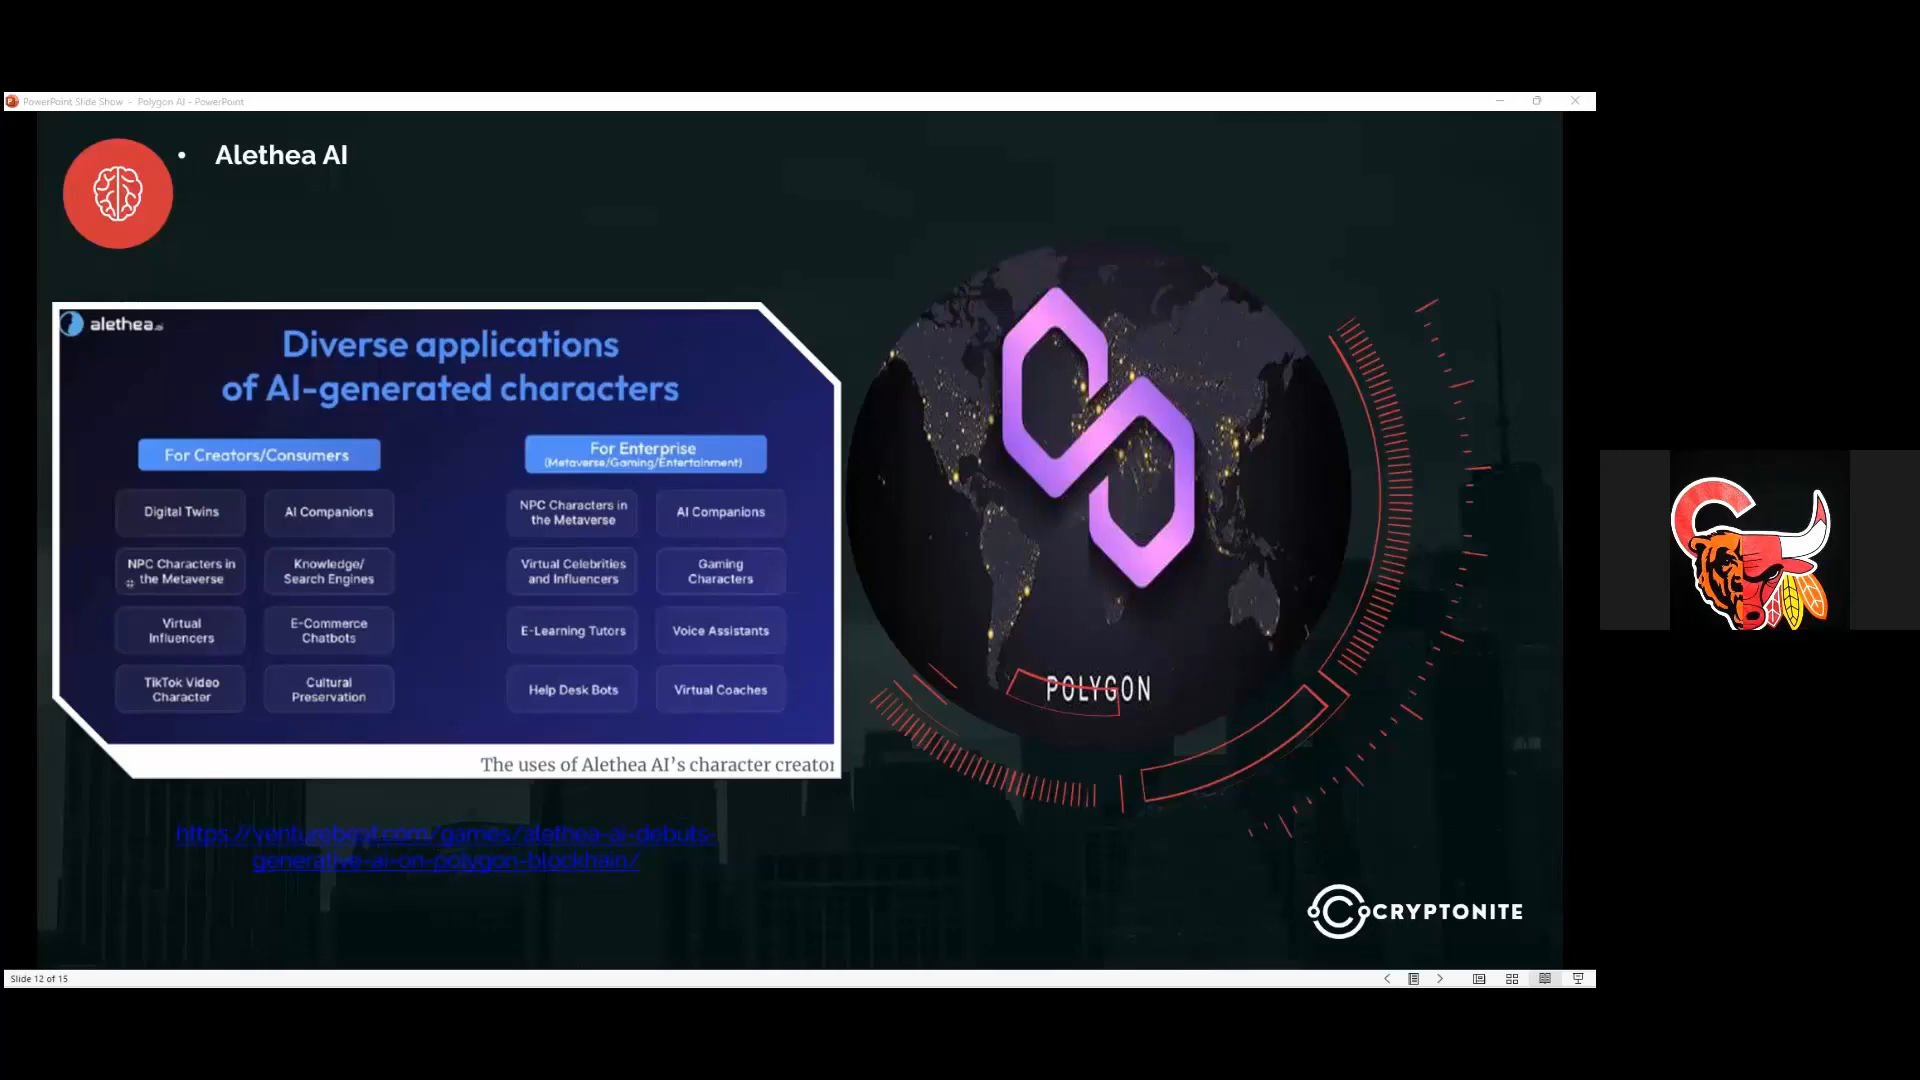 PowerPoint Slide Show - Polygon AI - PowerPoint
• Alethea AI
alethea.ai
Diverse applications
of AI-generated characters
For Creators/Consumers
Digital Twins
AI Companions
NPC Characters in
the Metaverse
Knowledge/
Search Engines
Virtual
Influencers
E-Commerce
Chatbots
TikTok Video
Character
Cultural
Preservation
For Enterprise
(Metaverse/Gaming/Entertainment)
NPC Characters in
the Metaverse
AI Companions
Virtual Celebrities
and Influencers
Gaming
Characters
E-Learning Tutors
Voice Assistants
Help Desk Bots
Virtual Coaches
The uses of Alethea AI's character creator
https://venturebeat.com/games/alethea-ai-debuts-
generative-ai-on-polygon-blockhain/
POLYGON
CRYPTONITE
Slide 12 of 15